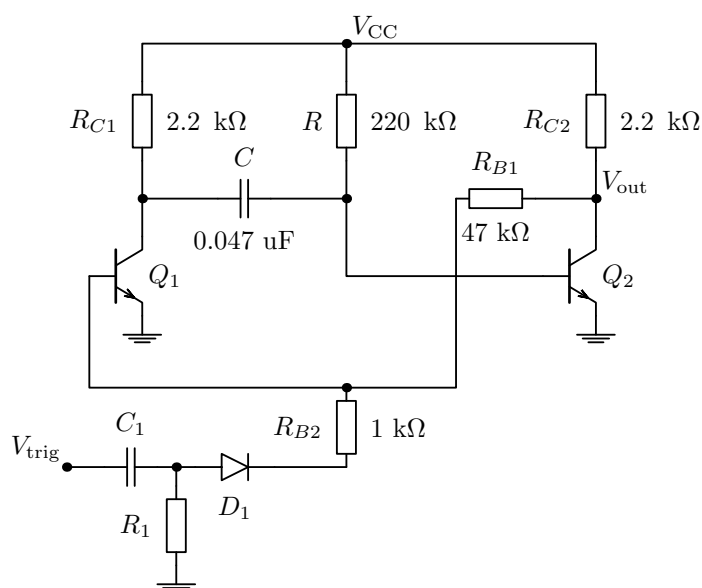 V_CC
R_C1 2.2 kΩ
R 220 kΩ
R_C2 2.2 kΩ
C
0.047 uF
R_B1
47 kΩ
V_out
Q_1
Q_2
R_B2 1 kΩ
C_1
V_trig
D_1
R_1